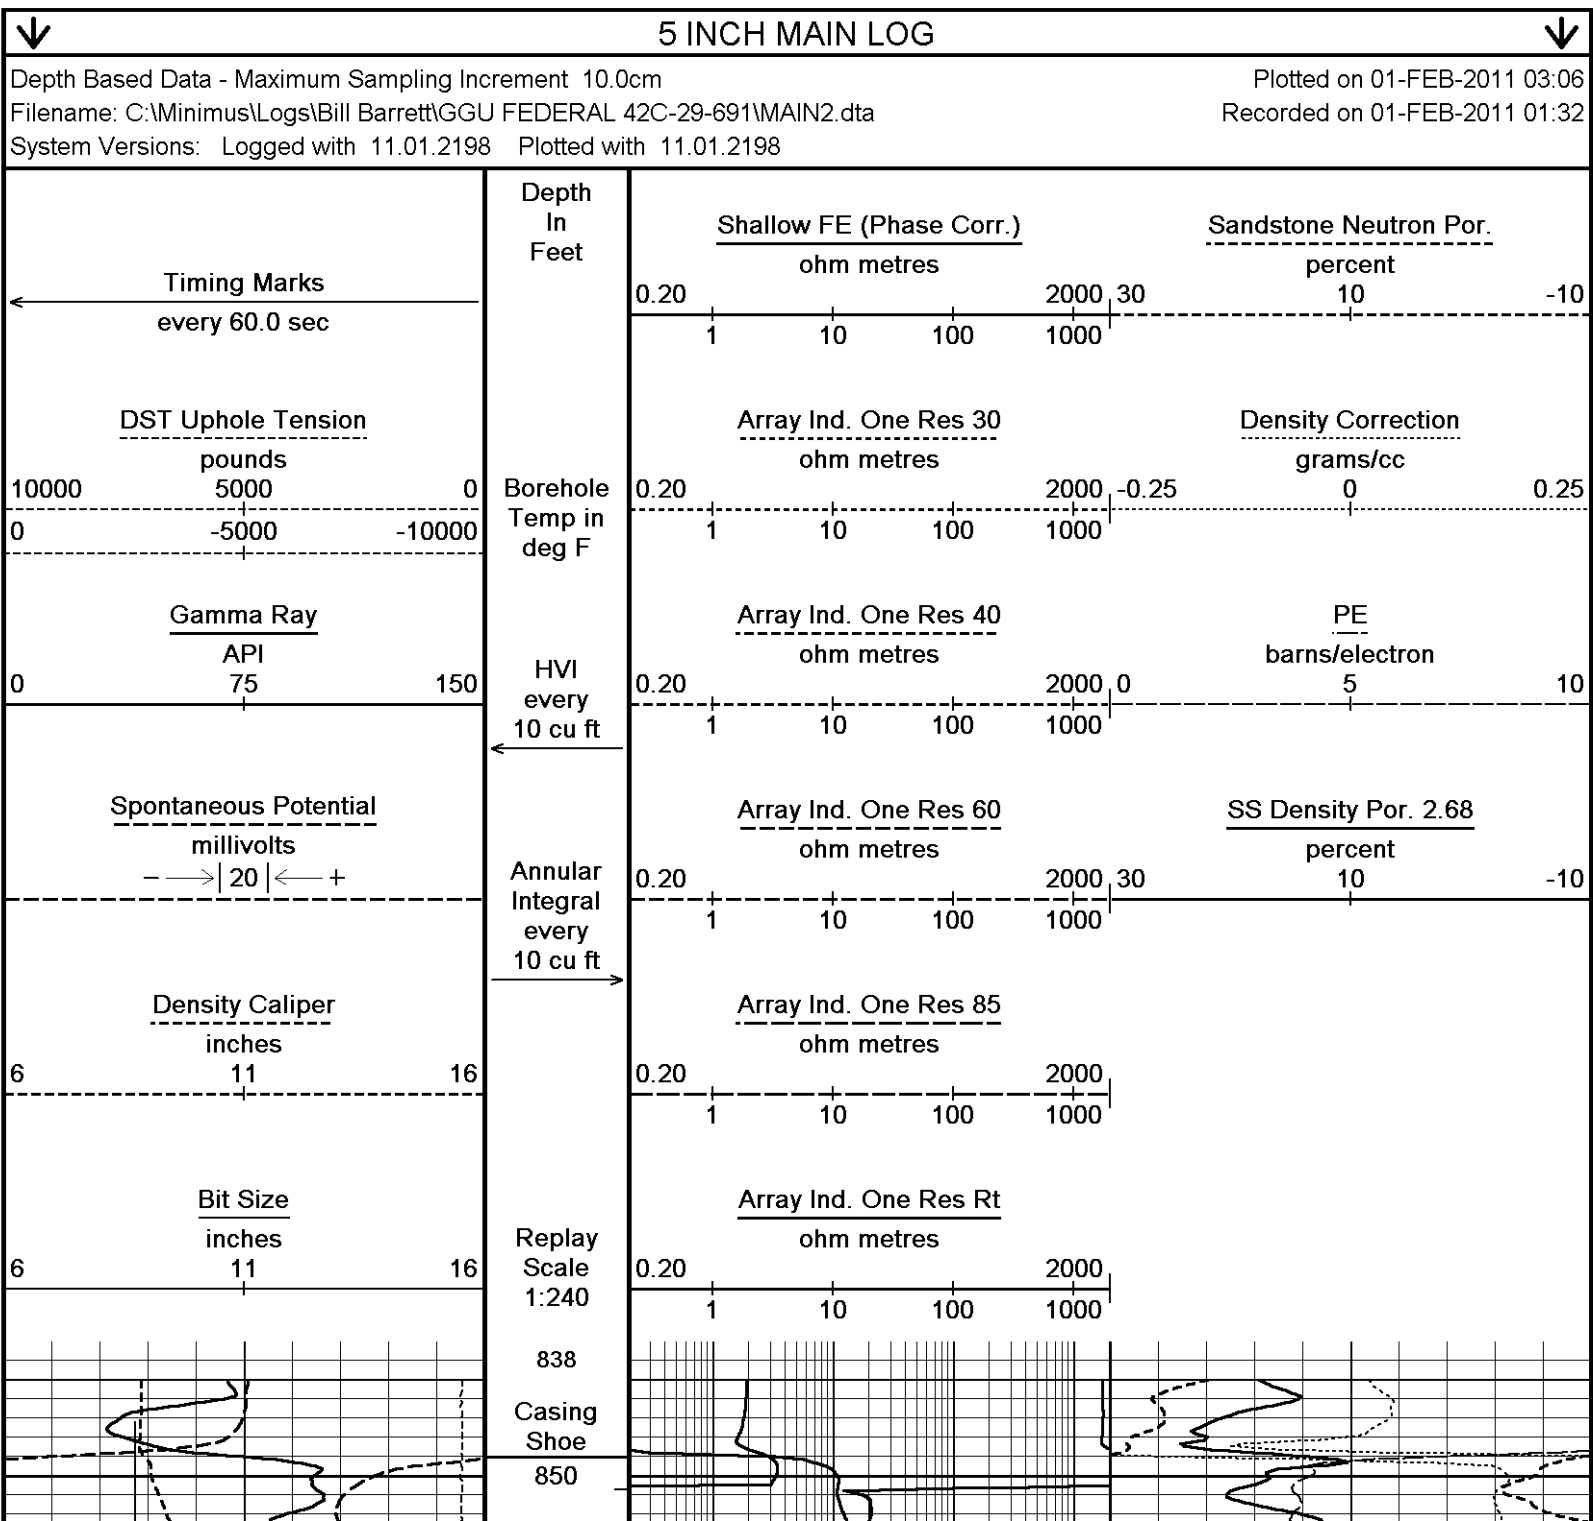 5 INCH MAIN LOG
Depth Based Data - Maximum Sampling Increment 10.0cm
Plotted on 01-FEB-2011 03:06
Filename: C:\Minimus\Logs\Bill Barrett\GGU FEDERAL 42C-29-691\MAIN2.dta
Recorded on 01-FEB-2011 01:32
System Versions: Logged with 11.01.2198 Plotted with 11.01.2198
Timing Marks
every 60.0 sec
DST Uphole Tension
pounds
10000 5000 0
0 -5000 -10000
Gamma Ray
API
0 75 150
Spontaneous Potential
millivolts
− 20 +
Density Caliper
inches
6 11 16
Bit Size
inches
6 11 16
Depth
In
Feet
Borehole
Temp in
deg F
HVI
every
10 cu ft
Annular
Integral
every
10 cu ft
Replay
Scale
1:240
838
Casing
Shoe
850
Shallow FE (Phase Corr.)
ohm metres
0.20 2000
1 10 100 1000
Array Ind. One Res 30
ohm metres
0.20 2000
1 10 100 1000
Array Ind. One Res 40
ohm metres
0.20 2000
1 10 100 1000
Array Ind. One Res 60
ohm metres
0.20 2000
1 10 100 1000
Array Ind. One Res 85
ohm metres
0.20 2000
1 10 100 1000
Array Ind. One Res Rt
ohm metres
0.20 2000
1 10 100 1000
Sandstone Neutron Por.
percent
30 10 -10
Density Correction
grams/cc
-0.25 0 0.25
PE
barns/electron
0 5 10
SS Density Por. 2.68
percent
30 10 -10